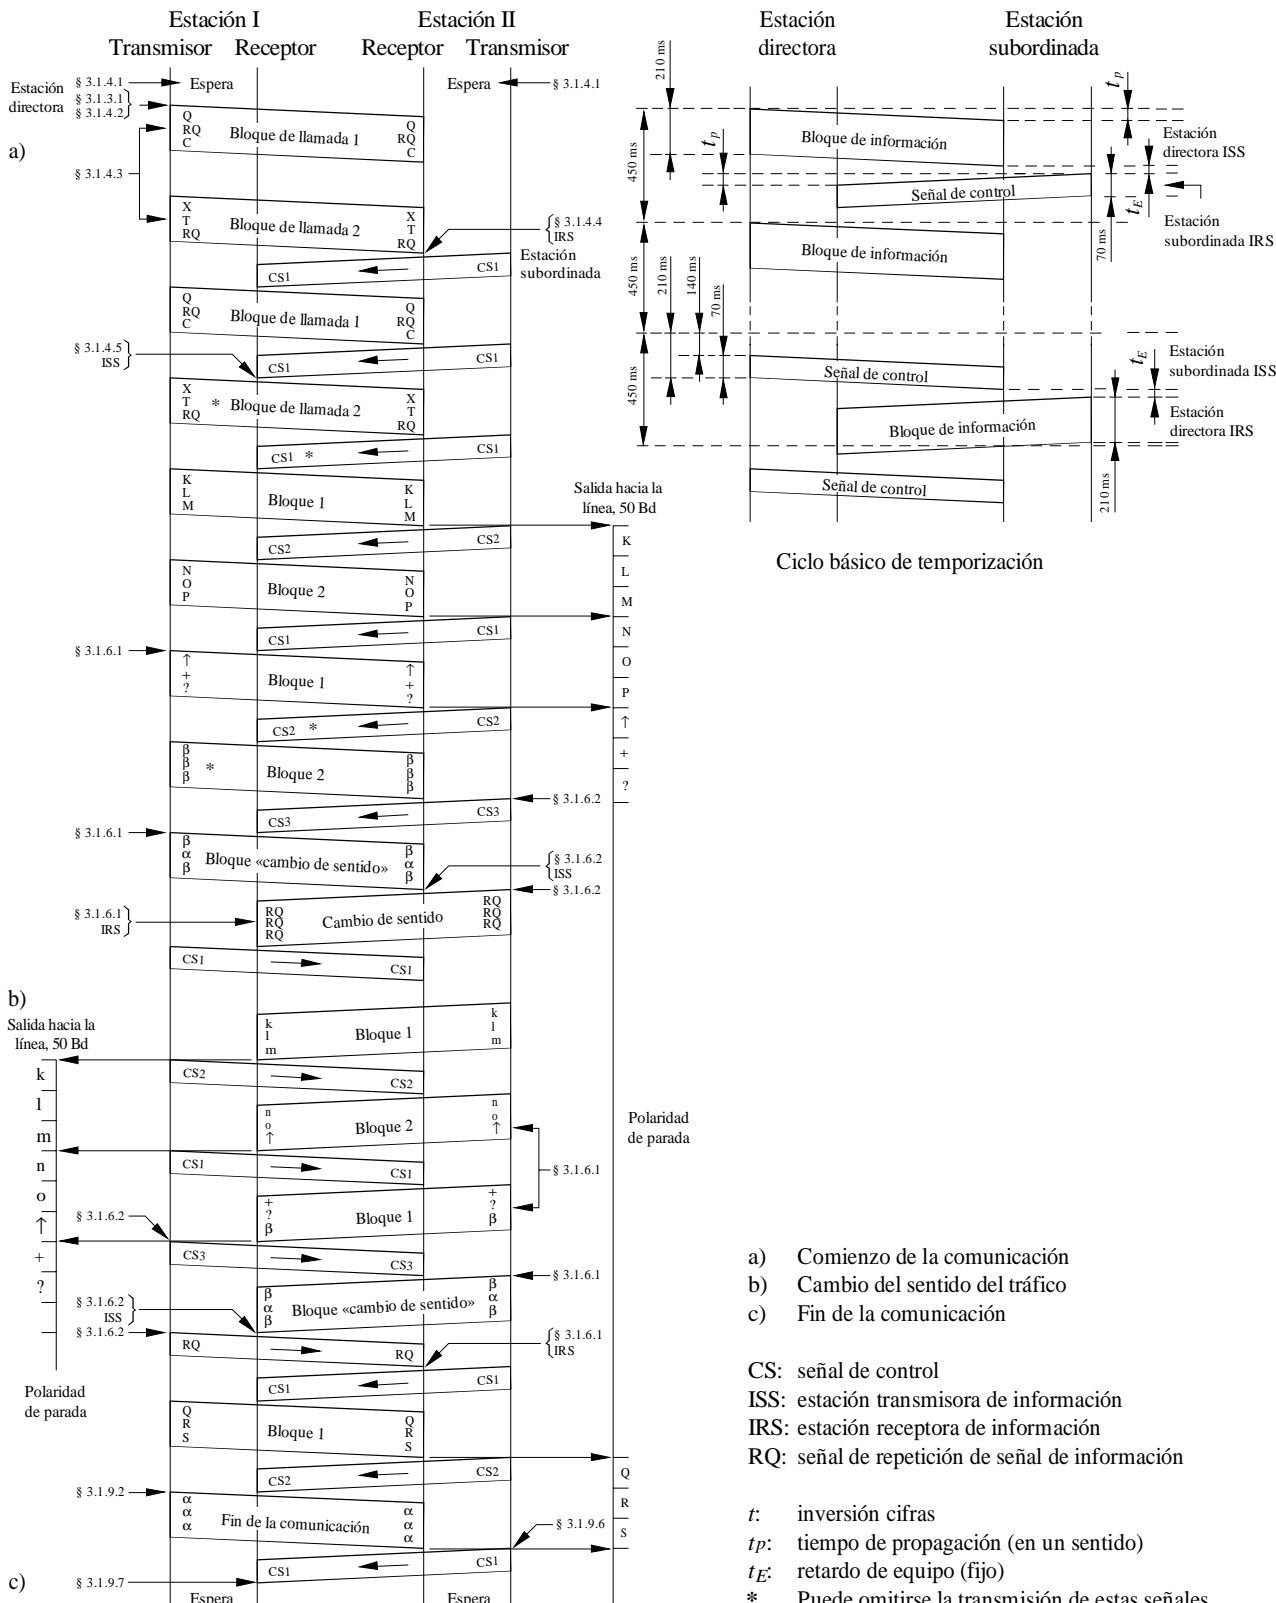 Estación I
Estación II
Transmisor Receptor Receptor Transmisor
§ 3.1.4.1 Espera Espera § 3.1.4.1
Estación directora
§ 3.1.3.1
§ 3.1.4.2
a)
Q RQ C Bloque de llamada 1 Q RQ C
§ 3.1.4.3
X T RQ Bloque de llamada 2 X T RQ
§ 3.1.4.4
IRS
Estación subordinada
CS1 CS1
Q RQ C Bloque de llamada 1 Q RQ C
§ 3.1.4.5
ISS
CS1 CS1
X T RQ * Bloque de llamada 2 X T RQ
CS1 * CS1
K L M Bloque 1 K L M
Salida hacia la
línea, 50 Bd
CS2 CS2
N O P Bloque 2 N O P
CS1 CS1
§ 3.1.6.1
↑ + ? Bloque 1 ↑ + ?
CS2 * CS2
β β β * Bloque 2 β β β
§ 3.1.6.2
CS3 CS3
K
L
M
N
O
P
↑
+
?
§ 3.1.6.1
β α β Bloque «cambio de sentido» β α β
§ 3.1.6.2
ISS
§ 3.1.6.2
§ 3.1.6.1
IRS
RQ RQ RQ Cambio de sentido RQ RQ RQ
CS1 CS1
b)
Salida hacia la
línea, 50 Bd
k l m Bloque 1 k l m
CS2 CS2
n o ↑ Bloque 2 n o ↑
CS1 CS1
§ 3.1.6.1
+ ? β Bloque 1 + ? β
k
l
m
n
o
↑
+
?
Polaridad
de parada
§ 3.1.6.2
CS3 CS3
§ 3.1.6.1
β α β Bloque «cambio de sentido» β α β
§ 3.1.6.2
ISS
§ 3.1.6.2
RQ RQ
§ 3.1.6.1
IRS
CS1 CS1
Polaridad
de parada
Q R S Bloque 1 Q R S
CS2 CS2
Q
R
S
§ 3.1.9.2
α α α Fin de la comunicación α α α
§ 3.1.9.6
CS1 CS1
c)
§ 3.1.9.7
Espera Espera
Estación
directora
Estación
subordinada
210 ms
t p
t p
450 ms
Bloque de información
Estación
directora ISS
Señal de control
t E
70 ms
Estación
subordinada IRS
Bloque de información
450 ms
210 ms
140 ms
70 ms
t E
Estación
subordinada ISS
Señal de control
450 ms
Bloque de información
Estación
directora IRS
Señal de control
210 ms
Ciclo básico de temporización
a) Comienzo de la comunicación
b) Cambio del sentido del tráfico
c) Fin de la comunicación
CS: señal de control
ISS: estación transmisora de información
IRS: estación receptora de información
RQ: señal de repetición de señal de información
t: inversión cifras
tP: tiempo de propagación (en un sentido)
tE: retardo de equipo (fijo)
* Puede omitirse la transmisión de estas señales